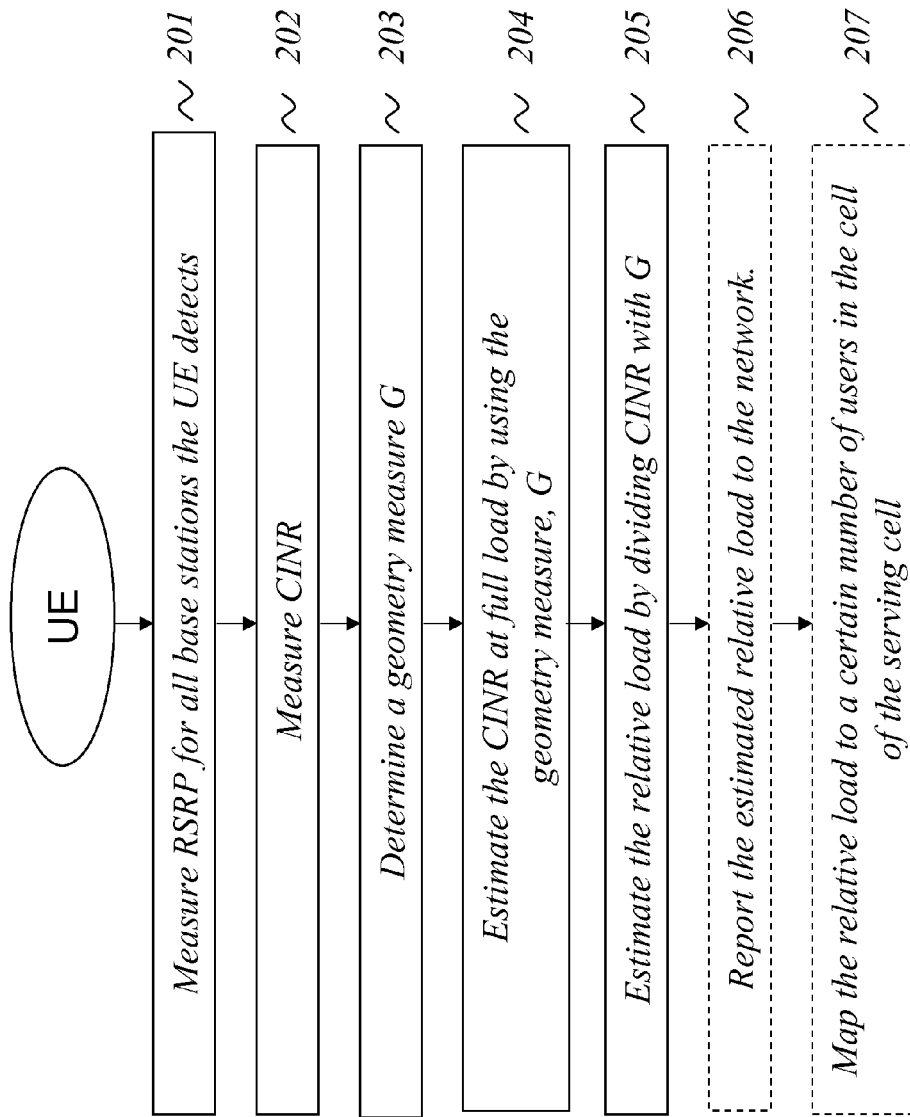 UE
Measure RSRP for all base stations the UE detects
201
Measure CINR
202
Determine a geometry measure G
203
Estimate the CINR at full load by using the
geometry measure, G
204
Estimate the relative load by dividing CINR with G
205
Report the estimated relative load to the network.
206
Map the relative load to a certain number of users in the cell
of the serving cell
207